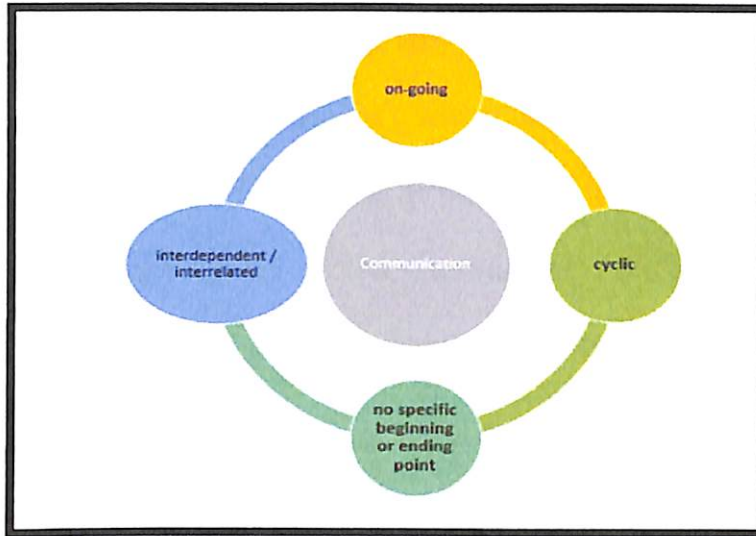 on-going
interdependent /
interrelated
Communication
cyclic
no specific
beginning
or ending
point